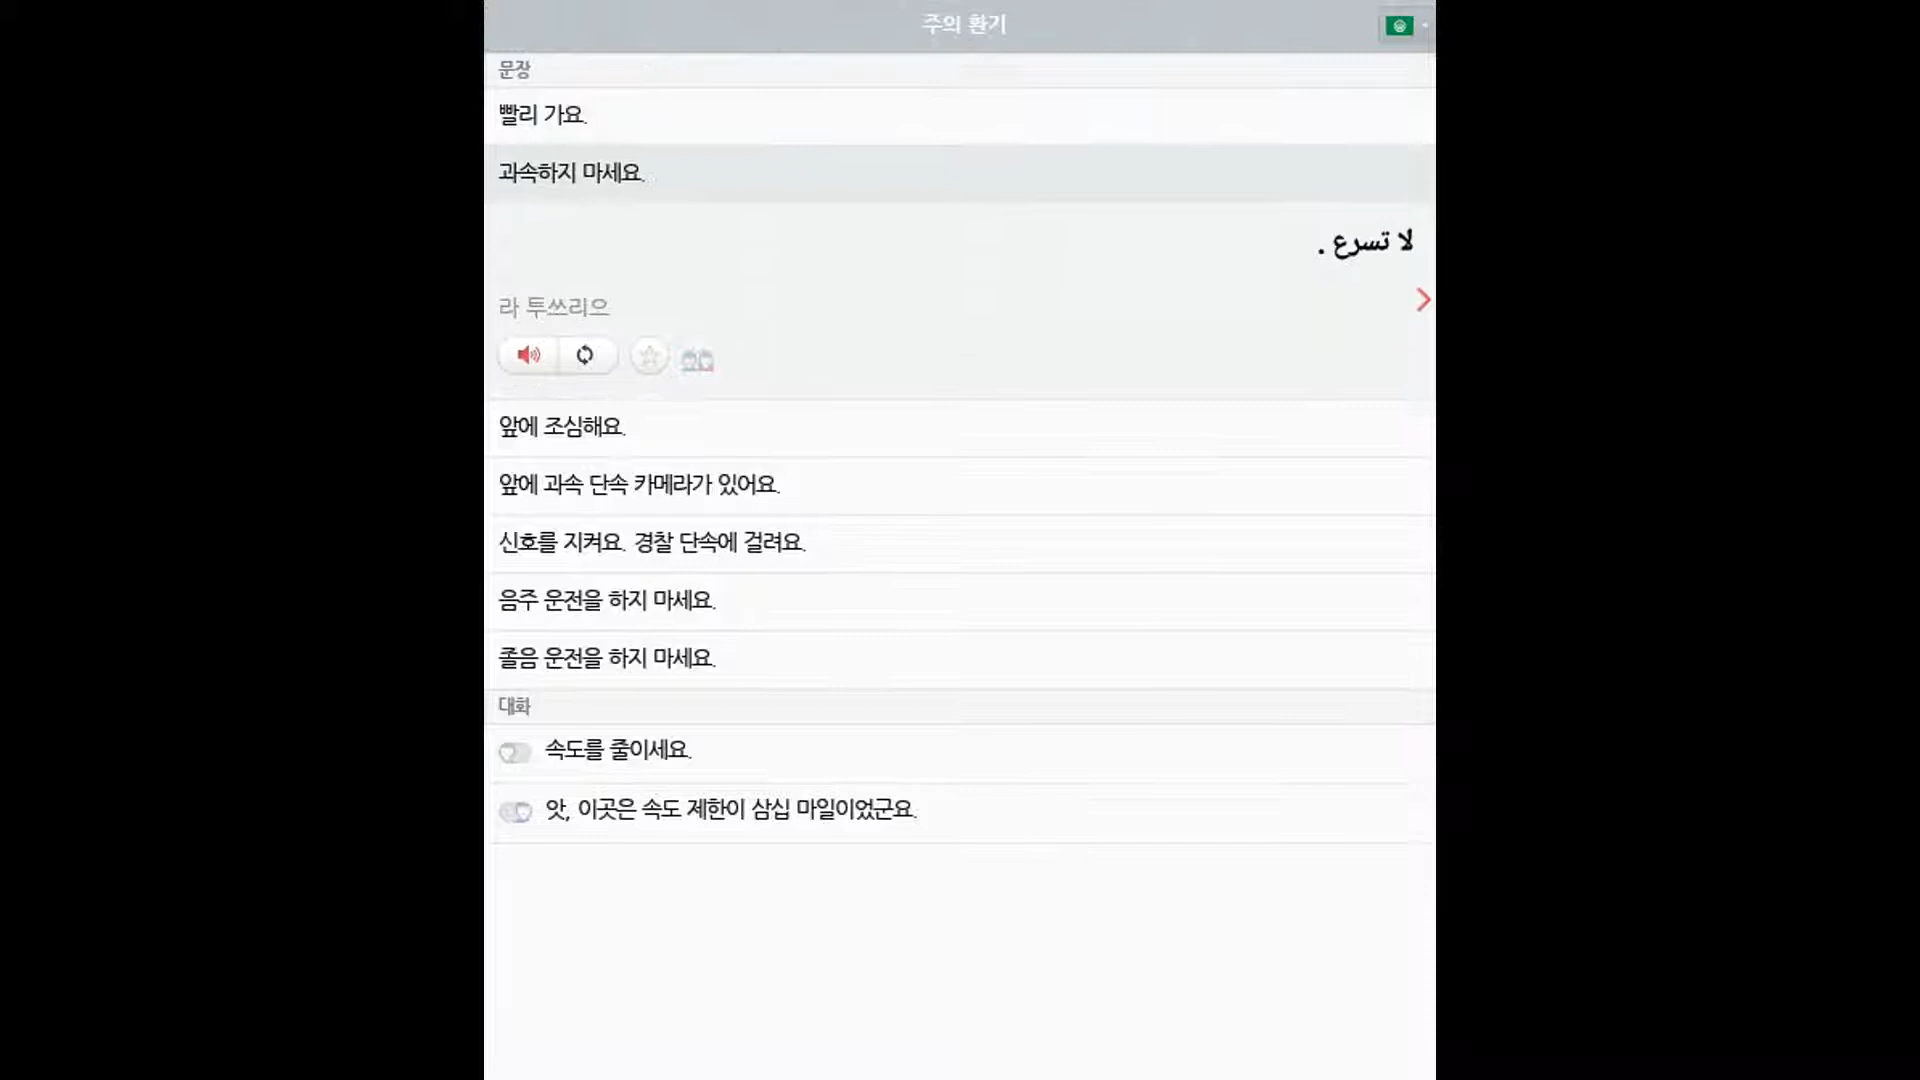 주의 환기
문장
빨리 가요.
과속하지 마세요.
لا تسرع .
라 투쓰리으
앞에 조심해요.
앞에 과속 단속 카메라가 있어요.
신호를 지켜요. 경찰 단속에 걸려요.
음주 운전을 하지 마세요.
졸음 운전을 하지 마세요.
대화
속도를 줄이세요.
앗, 이곳은 속도 제한이 삼십 마일이었군요.